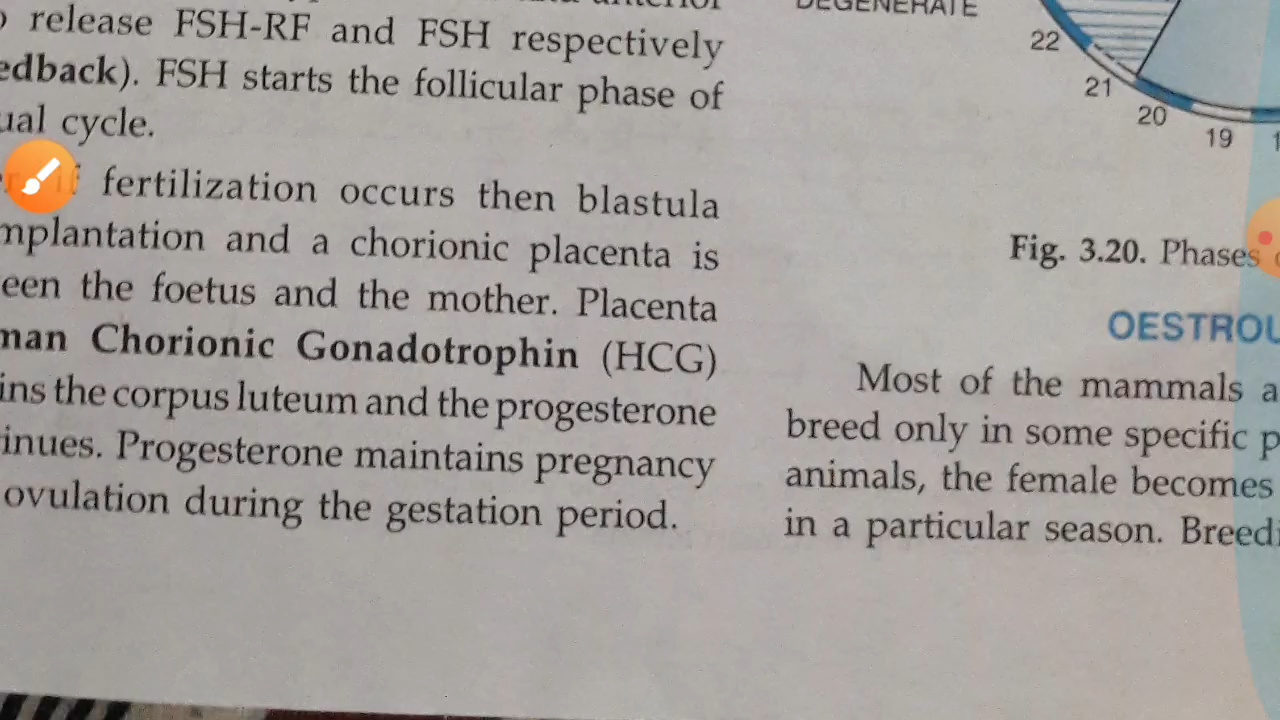 release FSH-RF and FSH respectively
edback). FSH starts the follicular phase of
ual cycle.
fertilization occurs then blastula
mplantation and a chorionic placenta is
een the foetus and the mother. Placenta
man Chorionic Gonadotrophin (HCG)
ins the corpus luteum and the progesterone
inues. Progesterone maintains pregnancy
ovulation during the gestation period.
DEGENERATE
22
21
20
19
Fig. 3.20. Phases
OESTROU
Most of the mammals a
breed only in some specific p
animals, the female becomes
in a particular season. Breedi